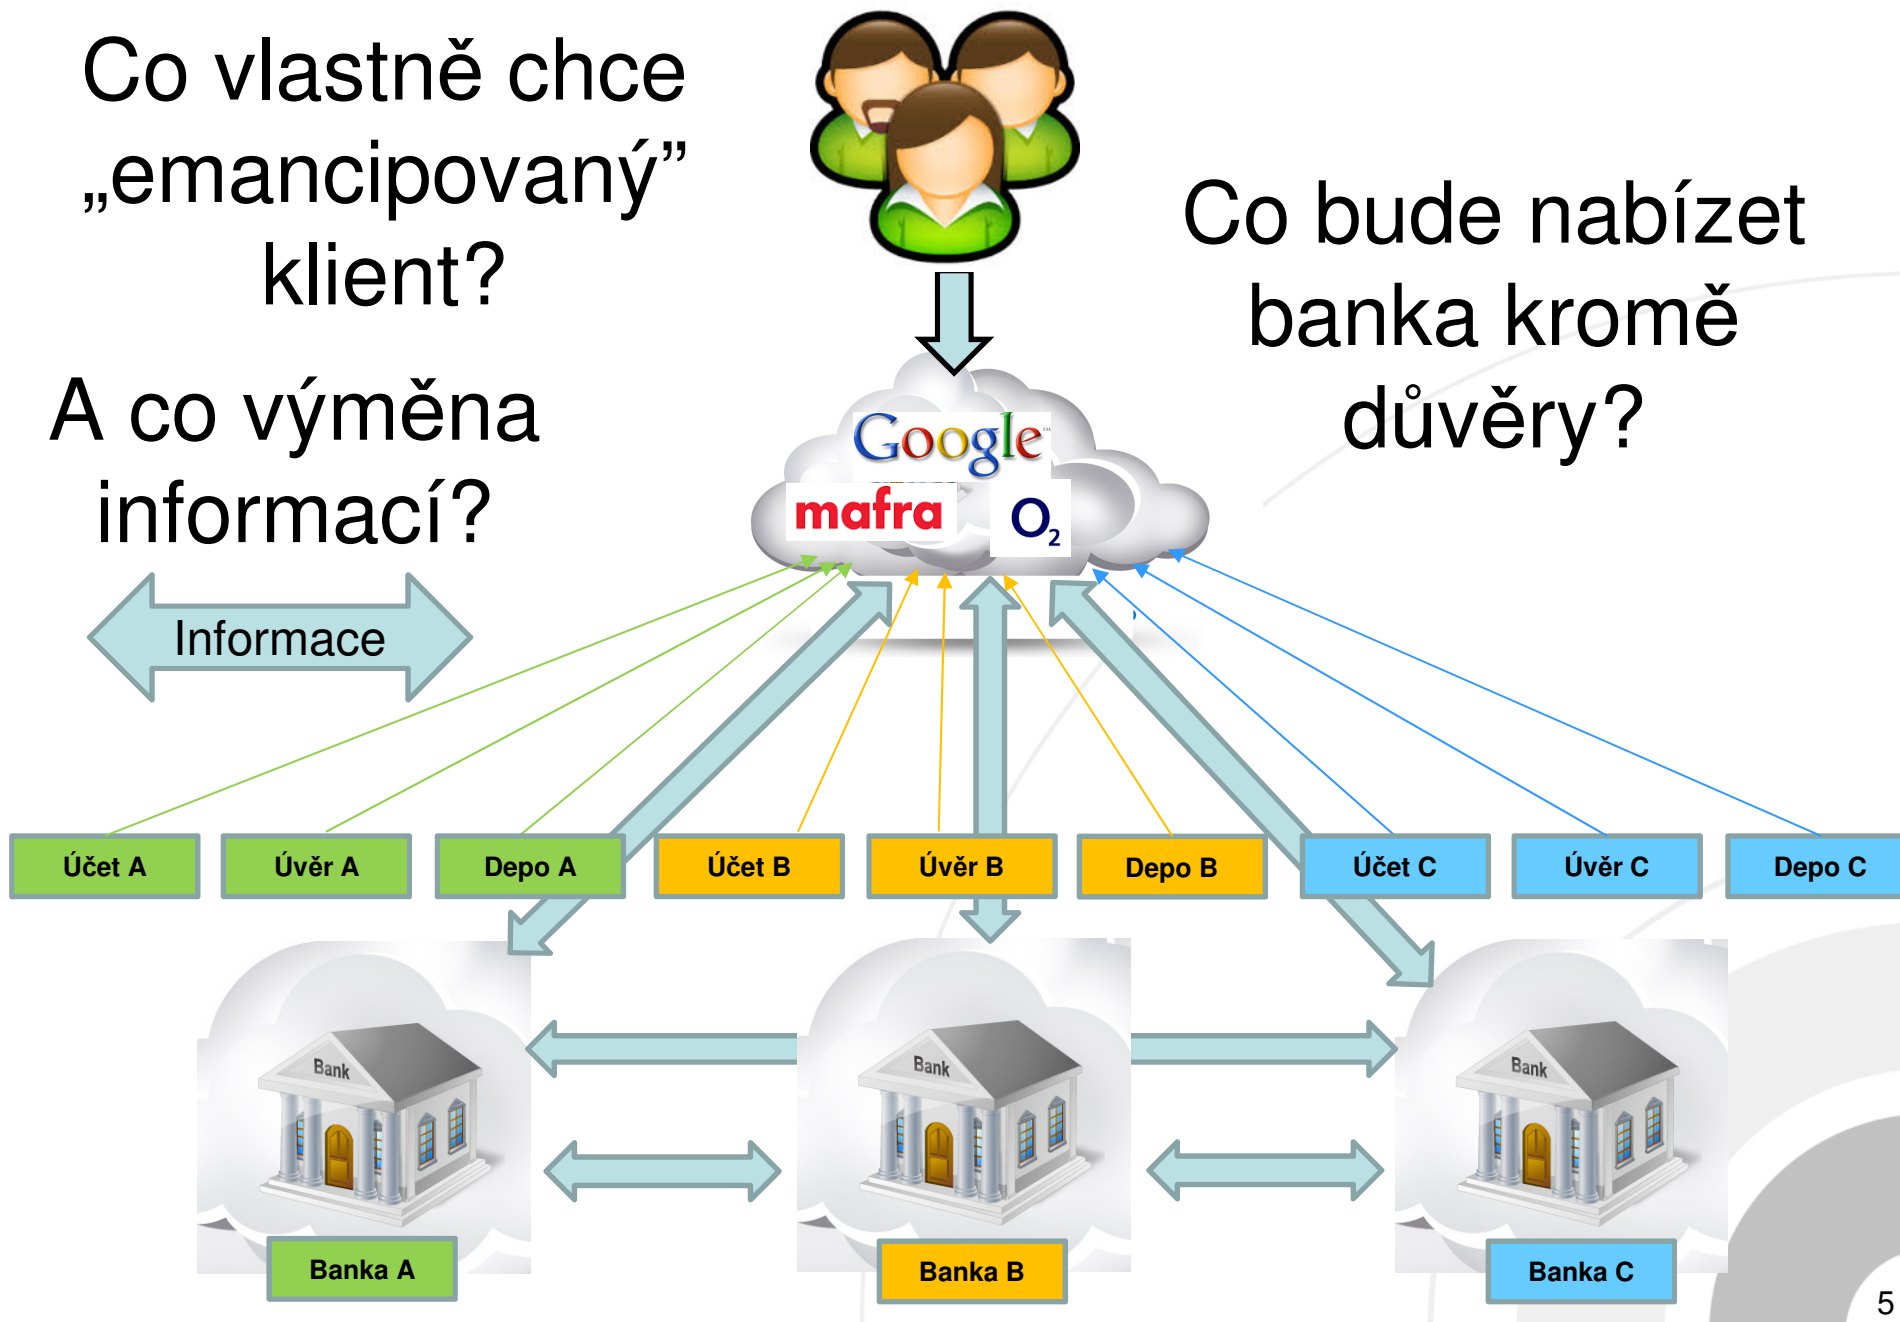 Co vlastně chce
„emancipovaný”
klient?
Co bude nabízet
banka kromě
důvěry?
A co výměna
informací?
Google
mafra
O2
Informace
Účet A
Úvěr A
Depo A
Účet B
Úvěr B
Depo B
Účet C
Úvěr C
Depo C
Bank
Bank
Bank
Banka A
Banka B
Banka C
5